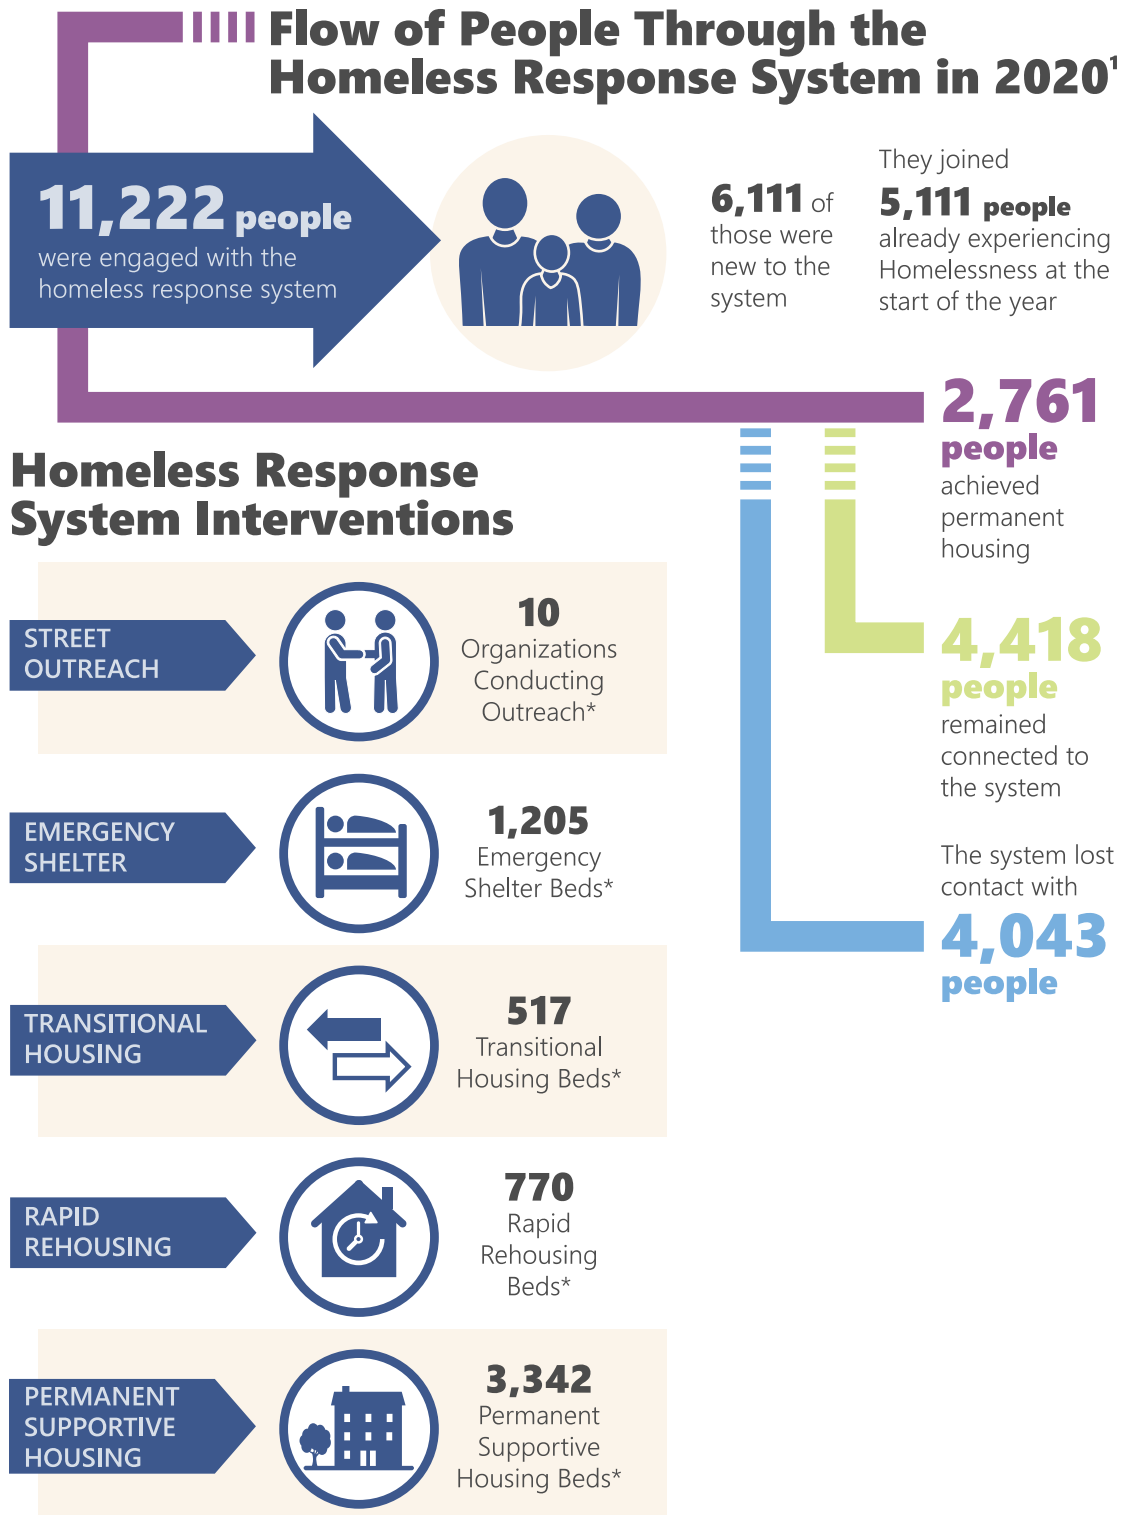 Flow of People Through the
Homeless Response System in 2020¹
11,222 people
were engaged with the
homeless response system
6,111 of
those were
new to the
system
They joined
5,111 people
already experiencing
Homelessness at the
start of the year
2,761
people
achieved
permanent
housing
4,418
people
remained
connected to
the system
The system lost
contact with
4,043
people
Homeless Response
System Interventions
STREET
OUTREACH
10
Organizations
Conducting
Outreach*
EMERGENCY
SHELTER
1,205
Emergency
Shelter Beds*
TRANSITIONAL
HOUSING
517
Transitional
Housing Beds*
RAPID
REHOUSING
770
Rapid
Rehousing
Beds*
PERMANENT
SUPPORTIVE
HOUSING
3,342
Permanent
Supportive
Housing Beds*